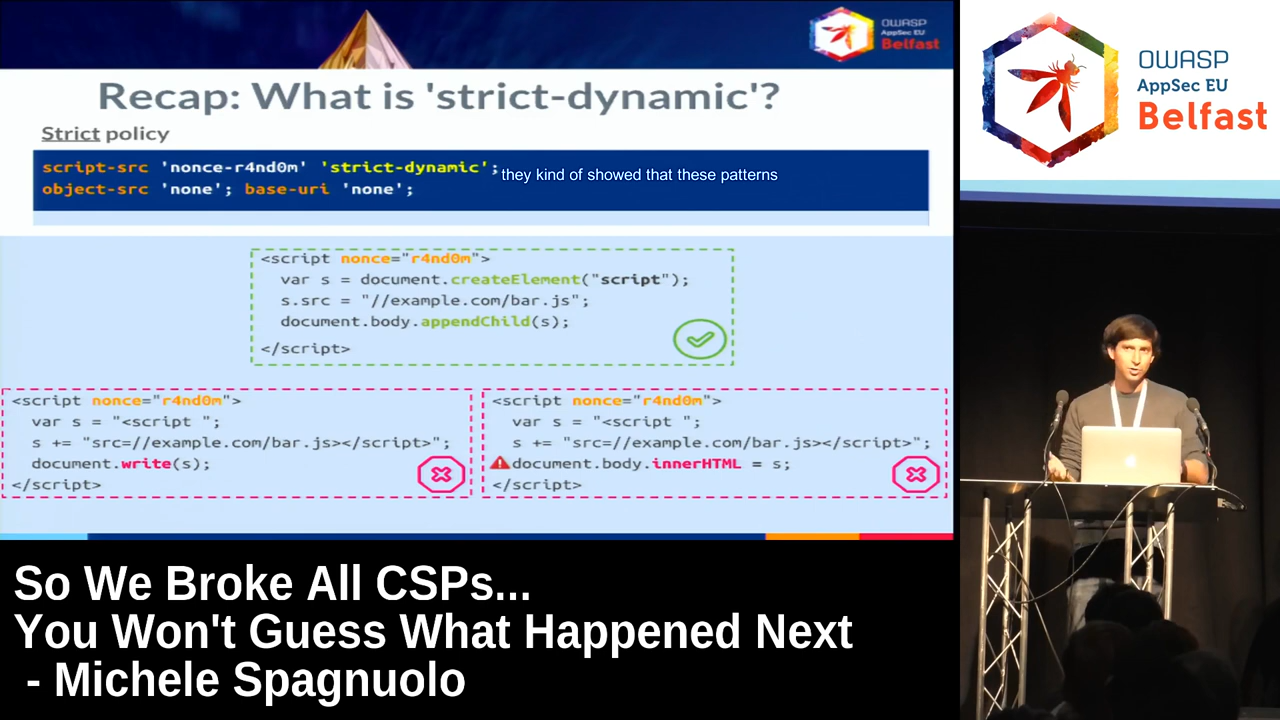 OWASP
AppSec EU
Belfast
Recap: What is 'strict-dynamic'?
Strict policy
script-src 'nonce-r4nd0m' 'strict-dynamic';
object-src 'none'; base-uri 'none';
they kind of showed that these patterns
<script nonce="r4nd0m">
var s = document.createElement("script");
s.src = "//example.com/bar.js";
document.body.appendChild(s);
</script>
<script nonce="r4nd0m">
var s = "<script ";
s += "src=//example.com/bar.js></script>";
document.write(s);
</script>
<script nonce="r4nd0m">
var s = "<script ";
s += "src=//example.com/bar.js></script>";
document.body.innerHTML = s;
</script>
OWASP
AppSec EU
Belfast
So We Broke All CSPs...
You Won't Guess What Happened Next
- Michele Spagnuolo